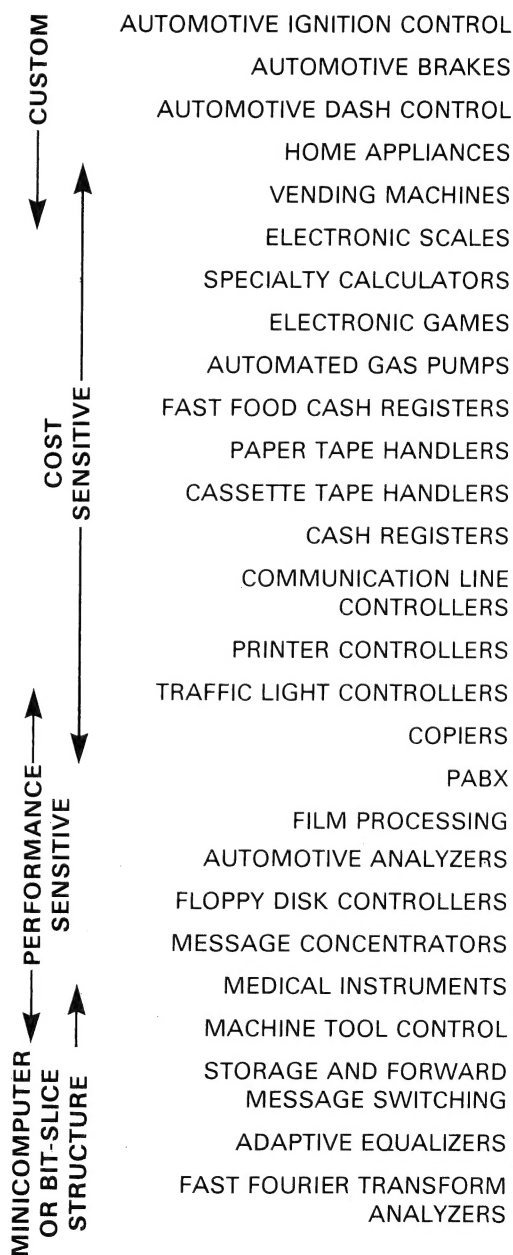 CUSTOM
AUTOMOTIVE IGNITION CONTROL
AUTOMOTIVE BRAKES
AUTOMOTIVE DASH CONTROL
HOME APPLIANCES
VENDING MACHINES
ELECTRONIC SCALES
SPECIALTY CALCULATORS
ELECTRONIC GAMES
AUTOMATED GAS PUMPS
COST
SENSITIVE
FAST FOOD CASH REGISTERS
PAPER TAPE HANDLERS
CASSETTE TAPE HANDLERS
CASH REGISTERS
COMMUNICATION LINE
CONTROLLERS
PRINTER CONTROLLERS
TRAFFIC LIGHT CONTROLLERS
COPIERS
PABX
PERFORMANCE
SENSITIVE
FILM PROCESSING
AUTOMOTIVE ANALYZERS
FLOPPY DISK CONTROLLERS
MESSAGE CONCENTRATORS
MEDICAL INSTRUMENTS
MACHINE TOOL CONTROL
MINICOMPUTER
OR BIT-SLICE
STRUCTURE
STORAGE AND FORWARD
MESSAGE SWITCHING
ADAPTIVE EQUALIZERS
FAST FOURIER TRANSFORM
ANALYZERS